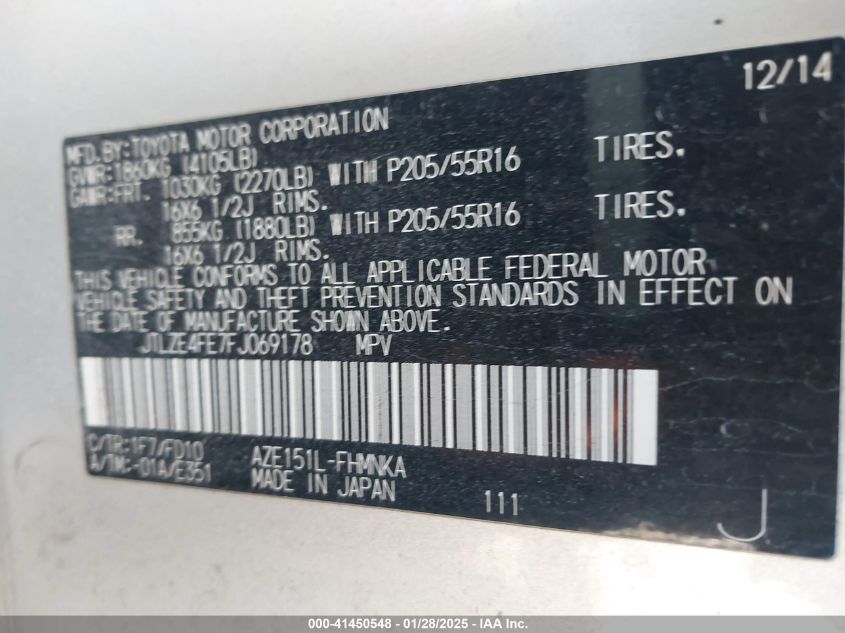 12/14
MFD.BY:TOYOTA MOTOR CORPORATION
GVWR:1860KG (4105LB)
GAWR:FRT. 1030KG (2270LB) WITH P205/55R16 TIRES.
16X6 1/2J RIMS.
RR. 855KG (1880LB) WITH P205/55R16 TIRES.
16X6 1/2J RIMS.
THIS VEHICLE CONFORMS TO ALL APPLICABLE FEDERAL MOTOR
VEHICLE SAFETY AND THEFT PREVENTION STANDARDS IN EFFECT ON
THE DATE OF MANUFACTURE SHOWN ABOVE.
JTLZE4FE7FJ069178 MPV
C/TR:1F7/FD10
A/TM:-01A/E351
AZE151L-FHMNKA
MADE IN JAPAN
111
J
000-41450548 - 01/28/2025 - IAA Inc.